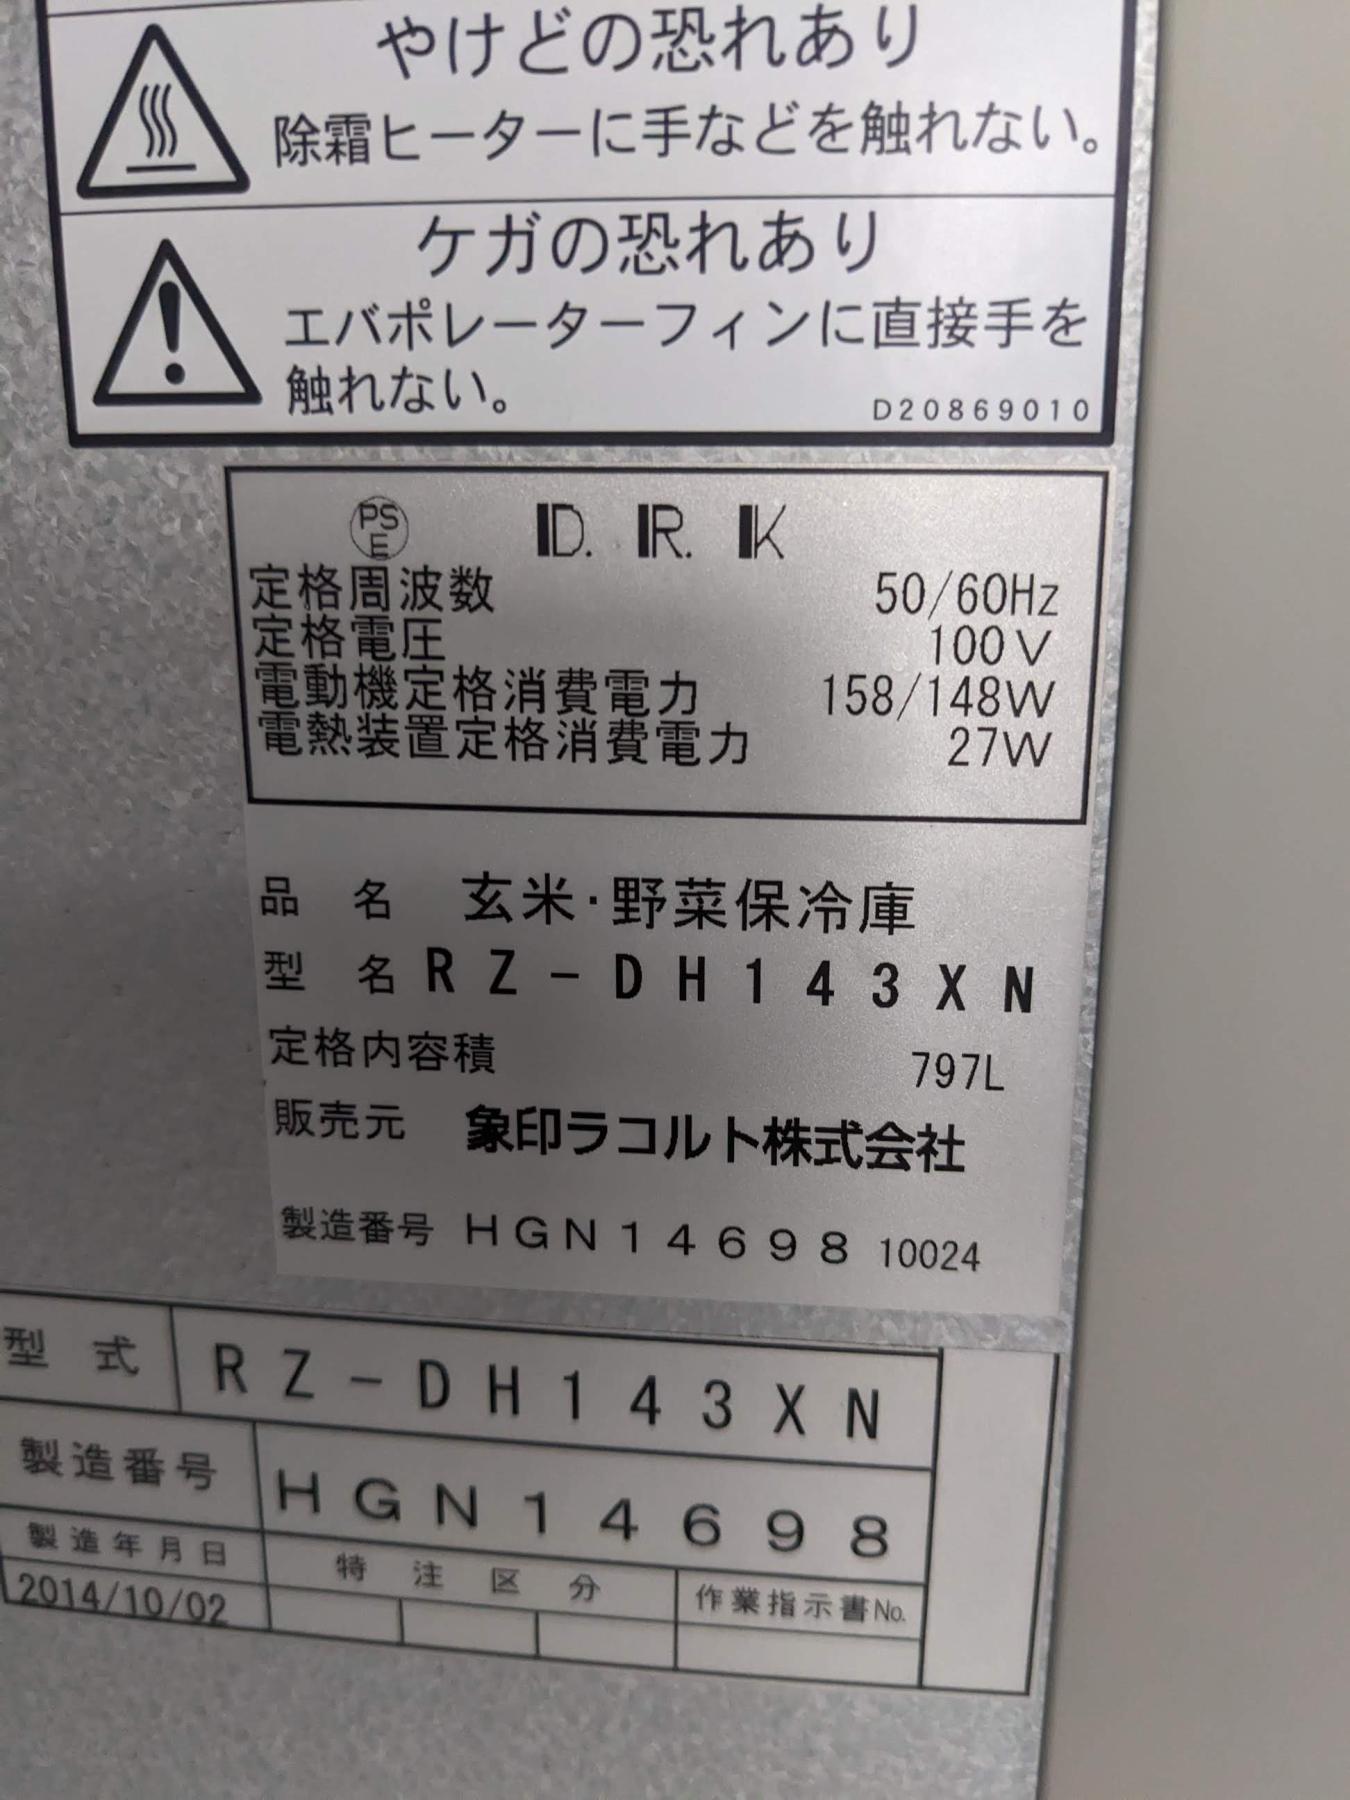 やけどの恐れあり
除霜ヒーターに手などを触れない。
ケガの恐れあり
エバポレーターフィンに直接手を
触れない。
D20869010
PS
E
D.R.K
定格周波数 50/60Hz
定格電圧 100V
電動機定格消費電力 158/148W
電熱装置定格消費電力 27W
品名 玄米・野菜保冷庫
型名 RZ-DH143XN
定格内容積 797L
販売元 象印ラコルト株式会社
製造番号 HGN14698 10024
型式 RZ-DH143XN
製造番号 HGN14698
製造年月日 特注区分 作業指示書No.
2014/10/02